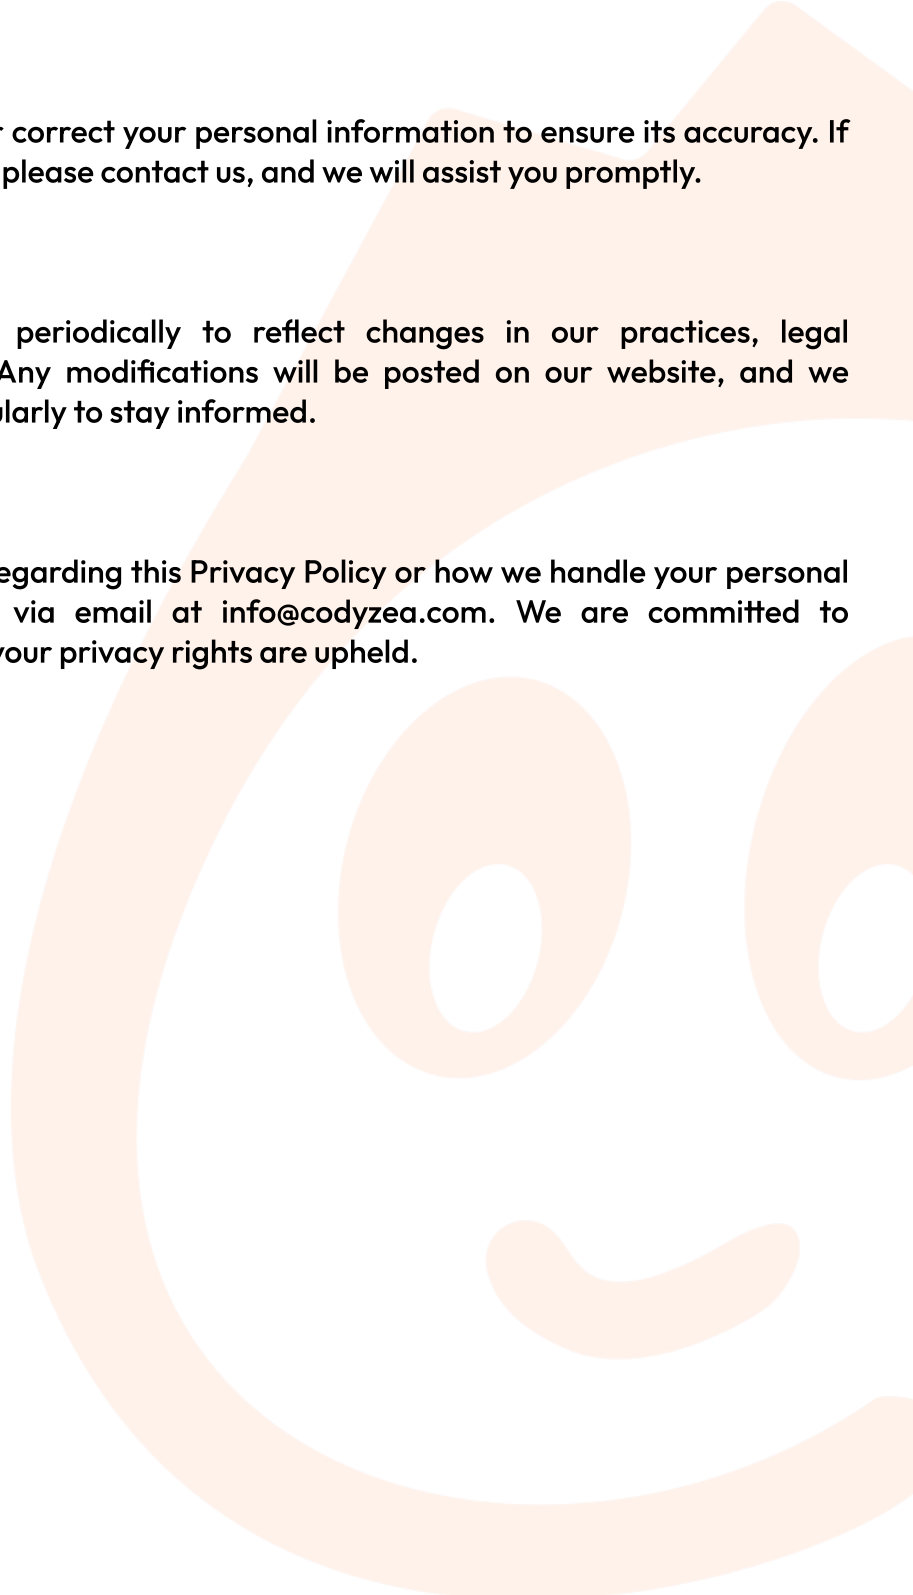 correct your personal information to ensure its accuracy. If
please contact us, and we will assist you promptly.
periodically to reflect changes in our practices, legal
Any modifications will be posted on our website, and we
to stay informed.
this Privacy Policy or how we handle your personal
via email at info@codyzea.com. We are committed to
your privacy rights are upheld.